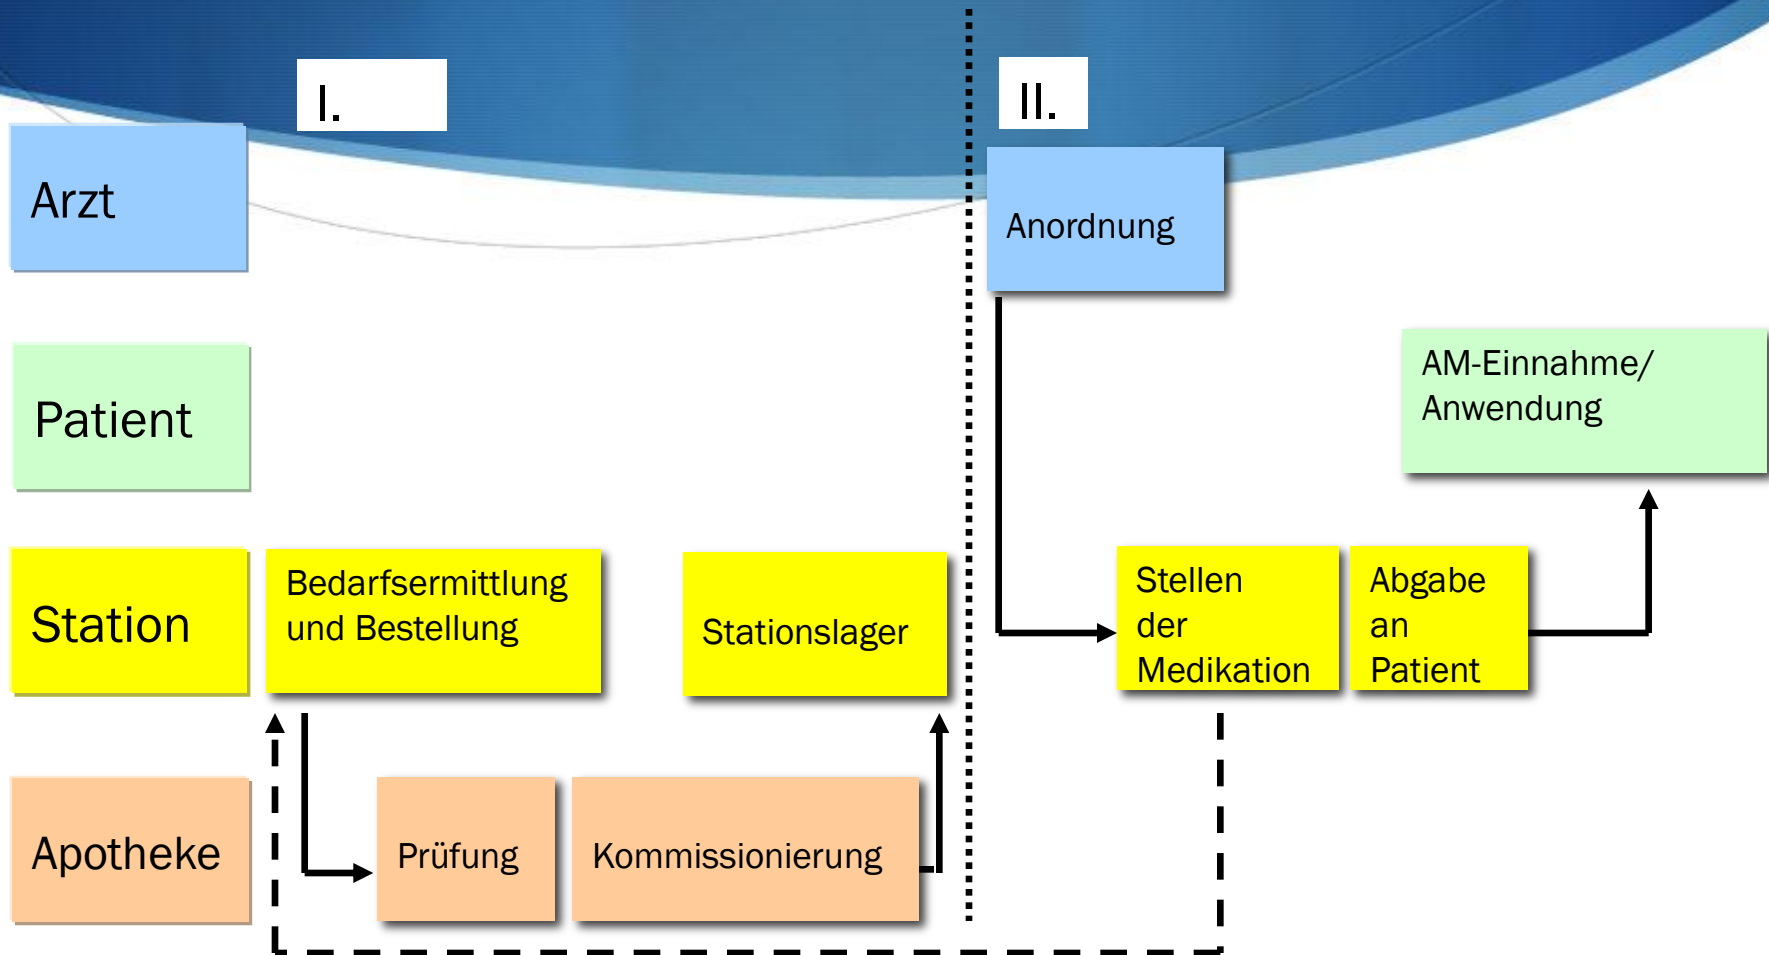 I.
II.
Arzt
Anordnung
Patient
AM-Einnahme/
Anwendung
Station
Bedarfsermittlung
und Bestellung
Stationslager
Stellen
der
Medikation
Abgabe
an
Patient
Apotheke
Prüfung
Kommissionierung